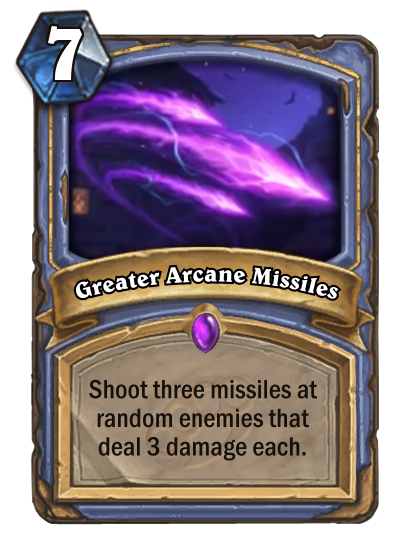 7
Greater Arcane Missiles
Shoot three missiles at
random enemies that
deal 3 damage each.